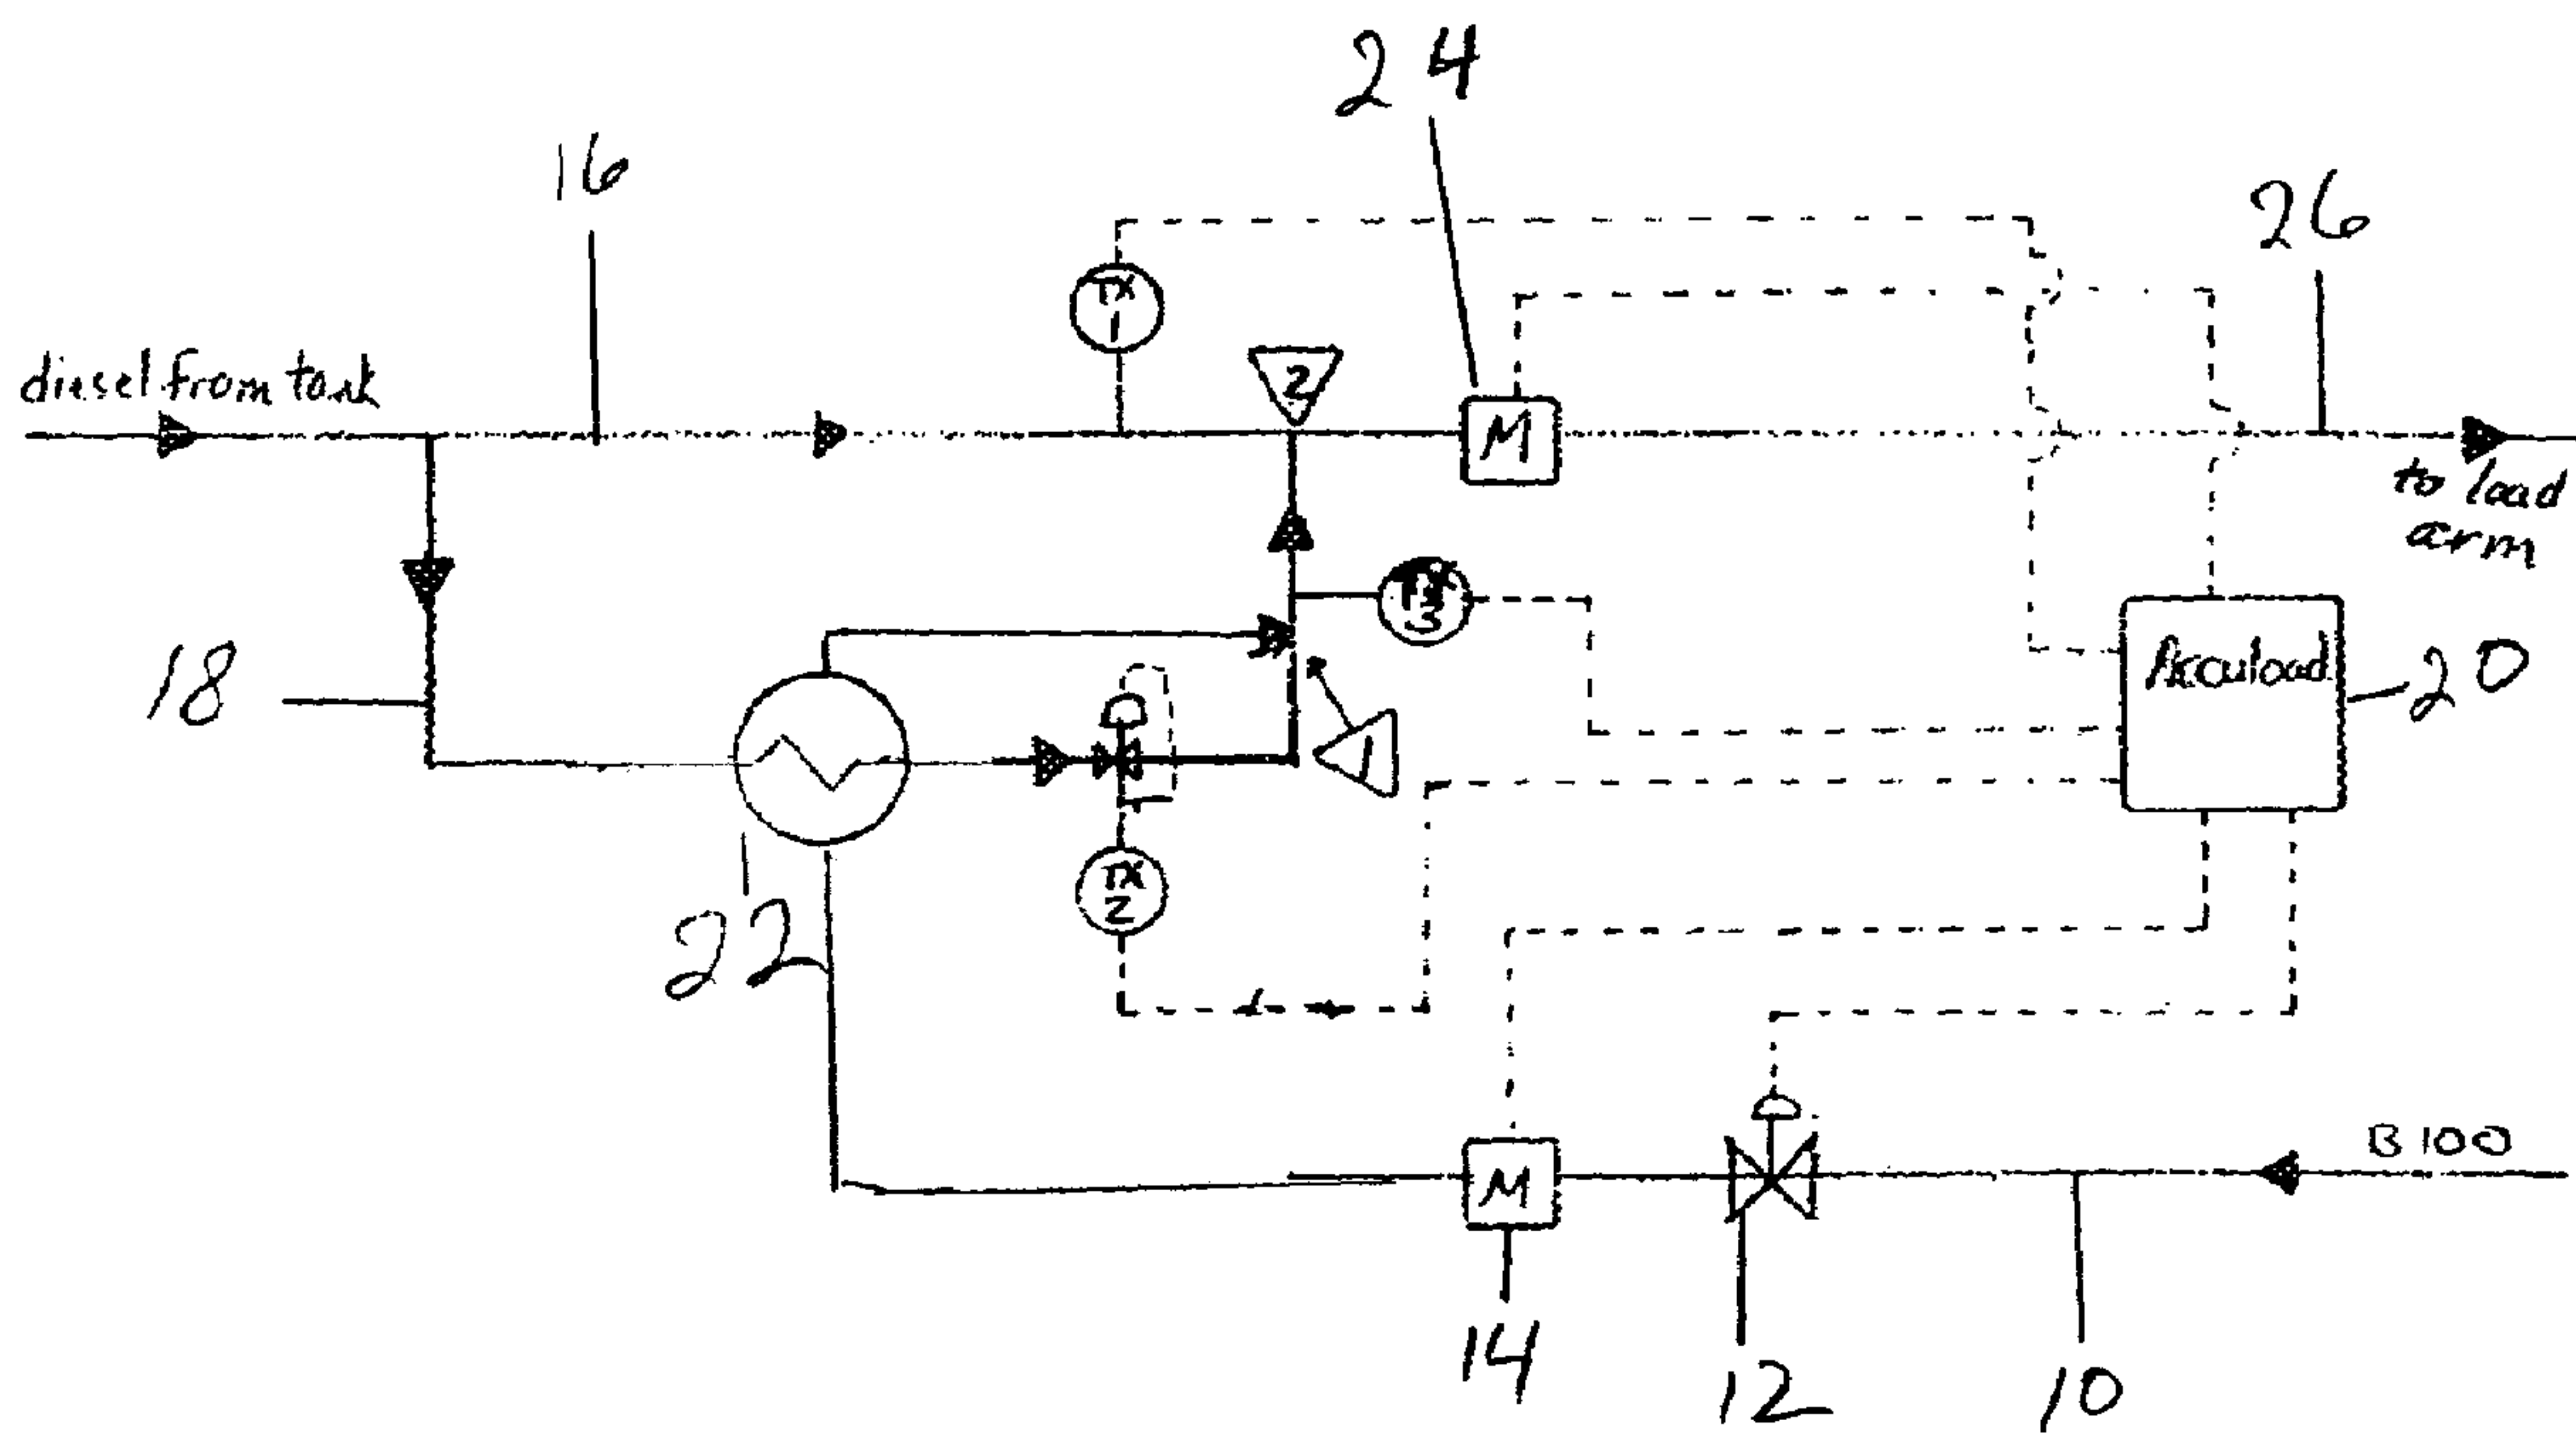 24
16
26
TX
1
diesel from tank
2
M
to load
arm
TX
3
18
Accuload
20
1
TX
2
22
B 100
M
14
12
10